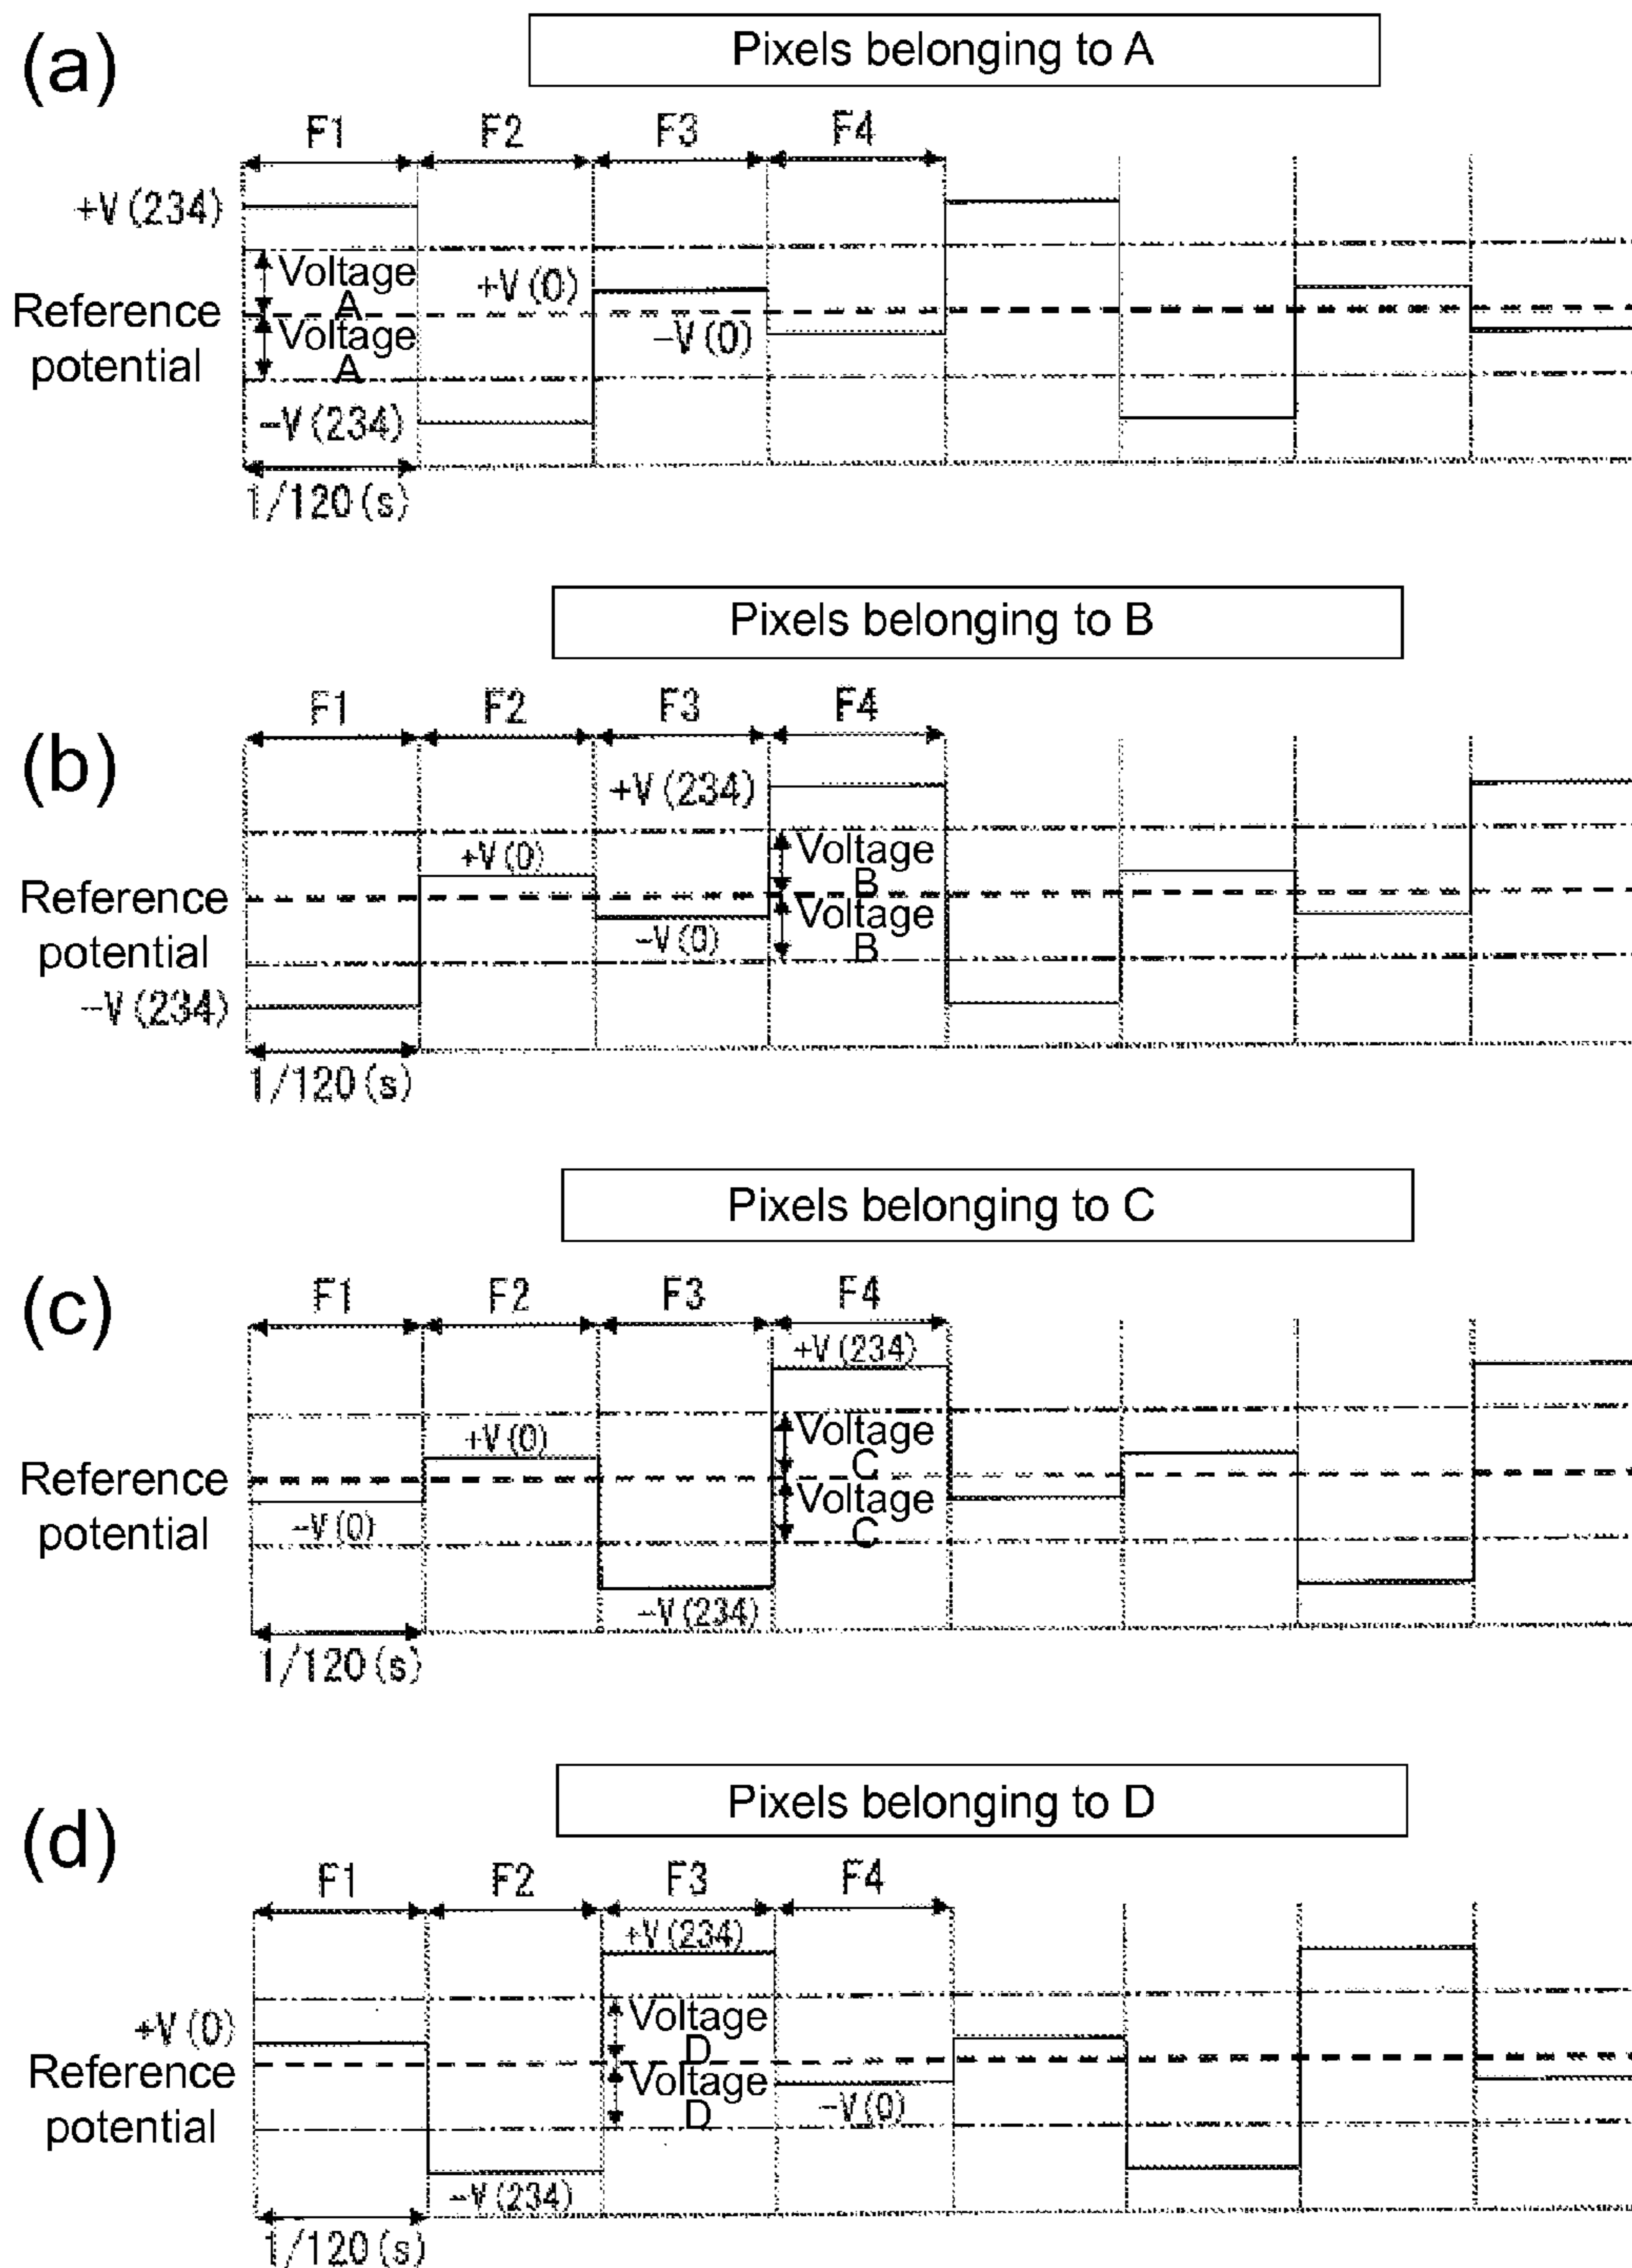 (a)
Pixels belonging to A
F1 F2 F3 F4
+V(234)
Voltage
A
+V(0)
Reference
potential
Voltage
A
−V(0)
−V(234)
1/120(s)
Pixels belonging to B
(b)
F1 F2 F3 F4
+V(234)
+V(0)
Voltage
B
Reference
potential
Voltage
B
−V(0)
−V(234)
1/120(s)
Pixels belonging to C
(c)
F1 F2 F3 F4
+V(234)
+V(0)
Voltage
C
Reference
potential
Voltage
C
−V(0)
−V(234)
1/120(s)
Pixels belonging to D
(d)
F1 F2 F3 F4
+V(234)
+V(0)
Voltage
D
Reference
potential
Voltage
D
−V(0)
−V(234)
1/120(s)